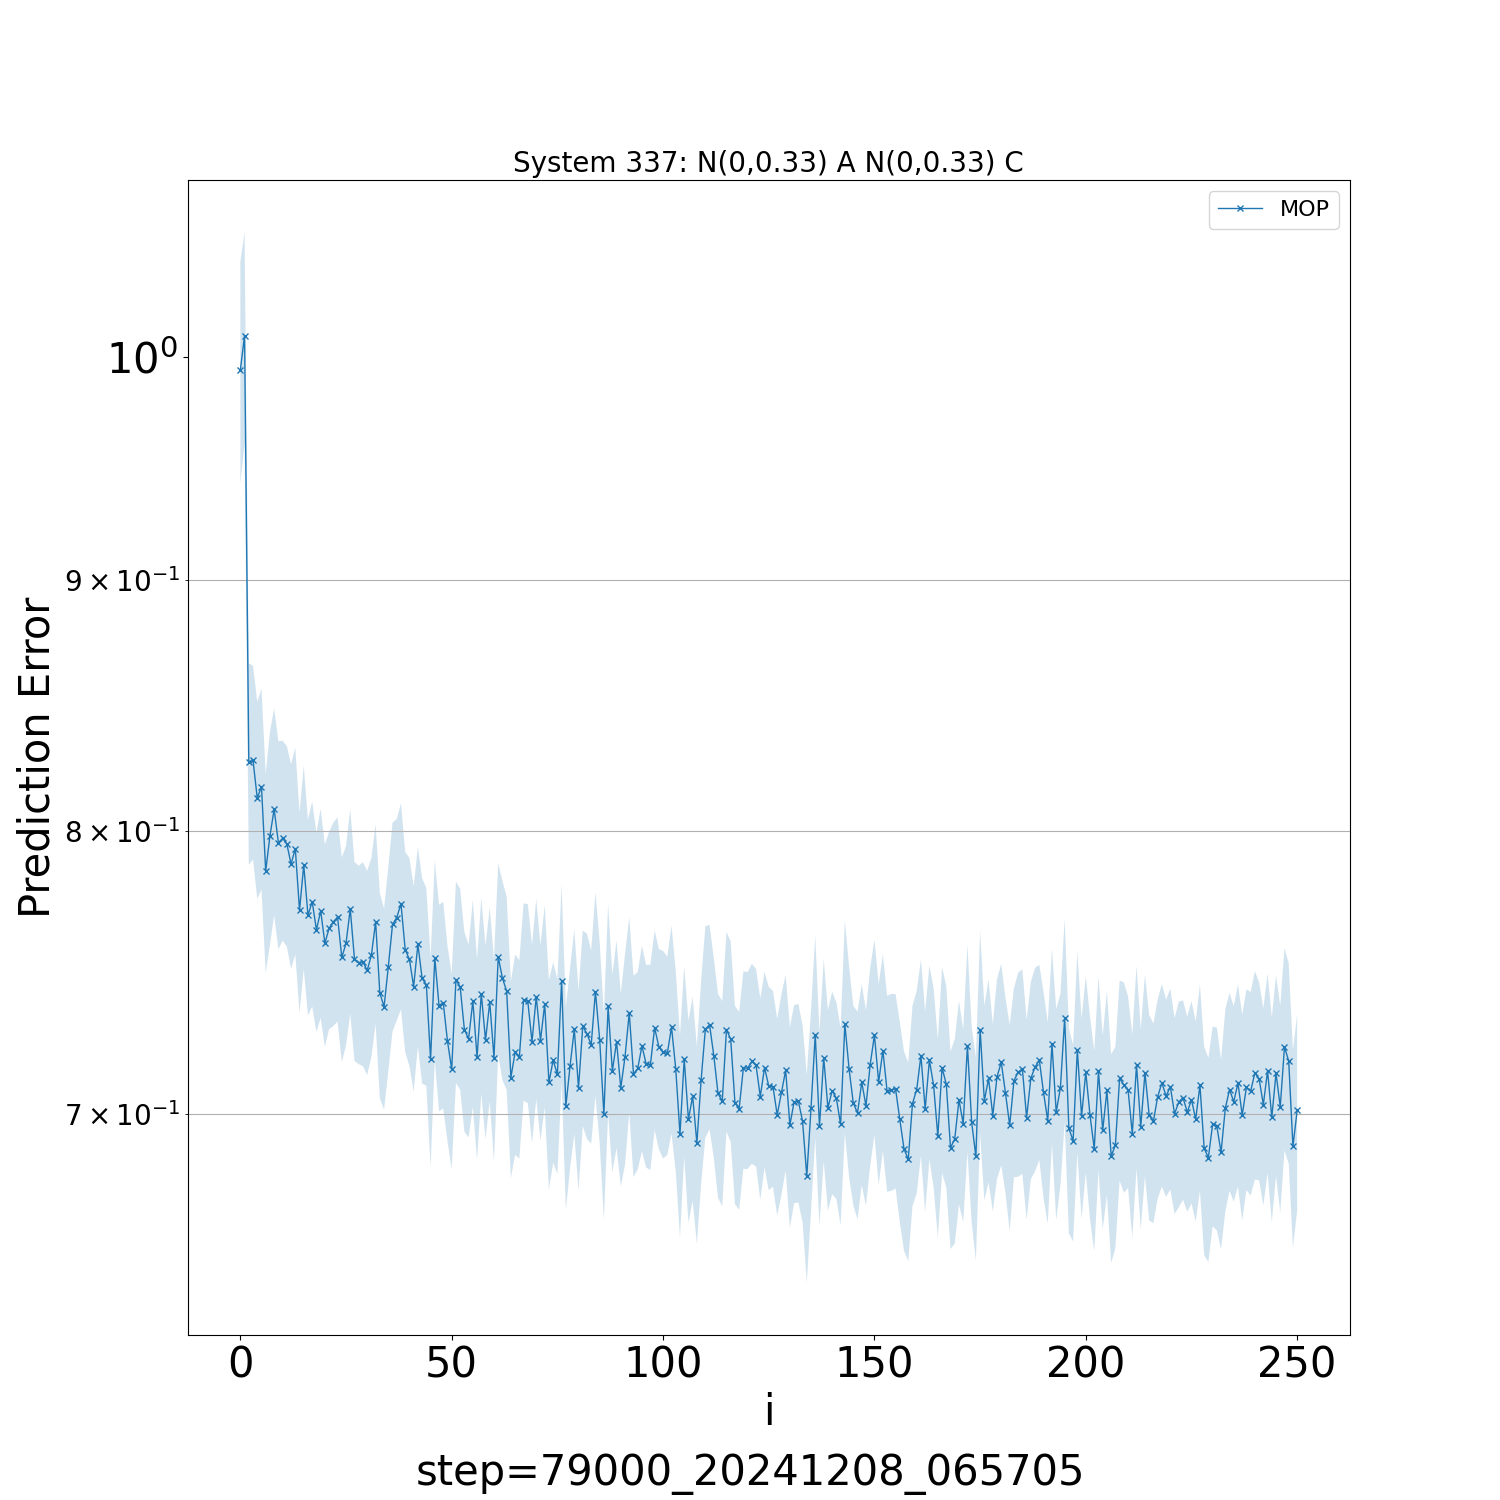 System 337: N(0,0.33) A N(0,0.33) C
MOP
10⁰
9 × 10⁻¹
8 × 10⁻¹
7 × 10⁻¹
Prediction Error
0 50 100 150 200 250
i
step=79000_20241208_065705